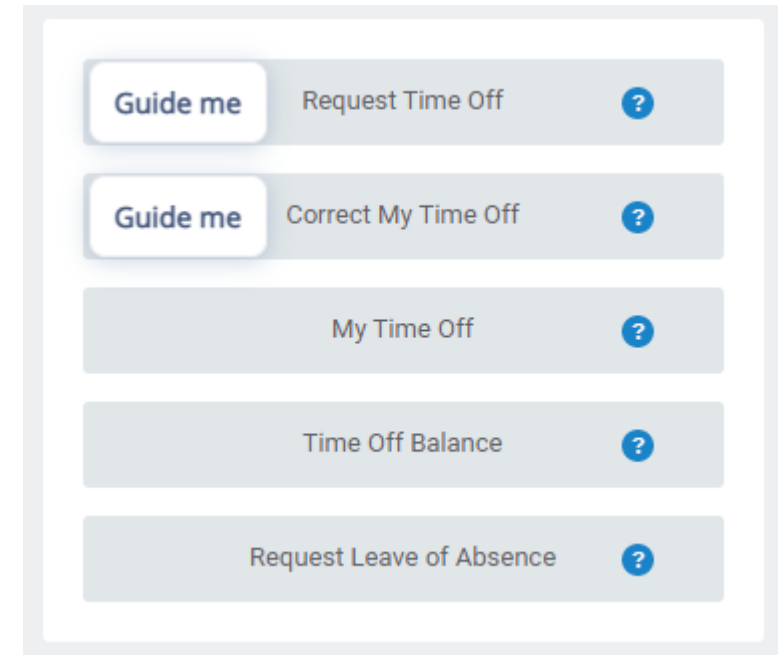 Guide me Request Time Off ?
Guide me Correct My Time Off ?
My Time Off ?
Time Off Balance ?
Request Leave of Absence ?